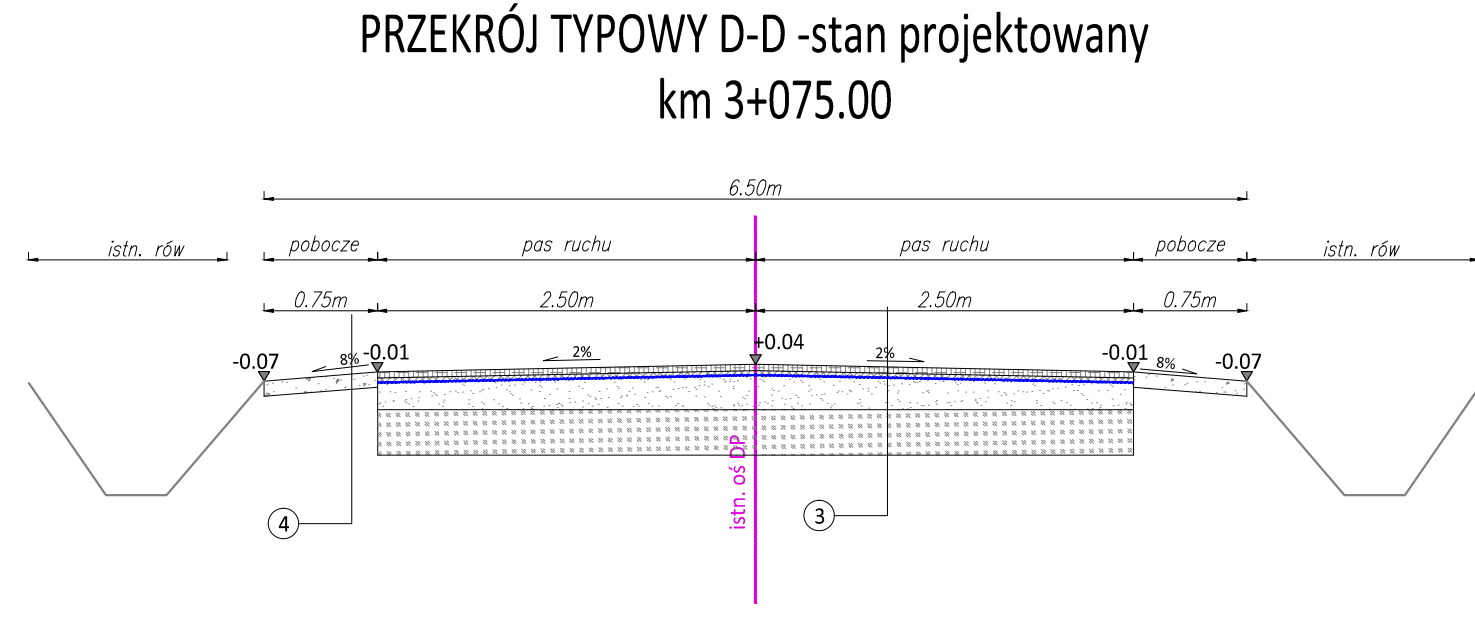 PRZEKRÓJ TYPOWY D-D -stan projektowany
km 3+075.00
6.50m
istn. rów
pobocze
pas ruchu
pas ruchu
pobocze
istn. rów
0.75m
2.50m
2.50m
0.75m
-0.07
8%
-0.01
2%
+0.04
2%
-0.01
8%
-0.07
istn. oś DP
4
3